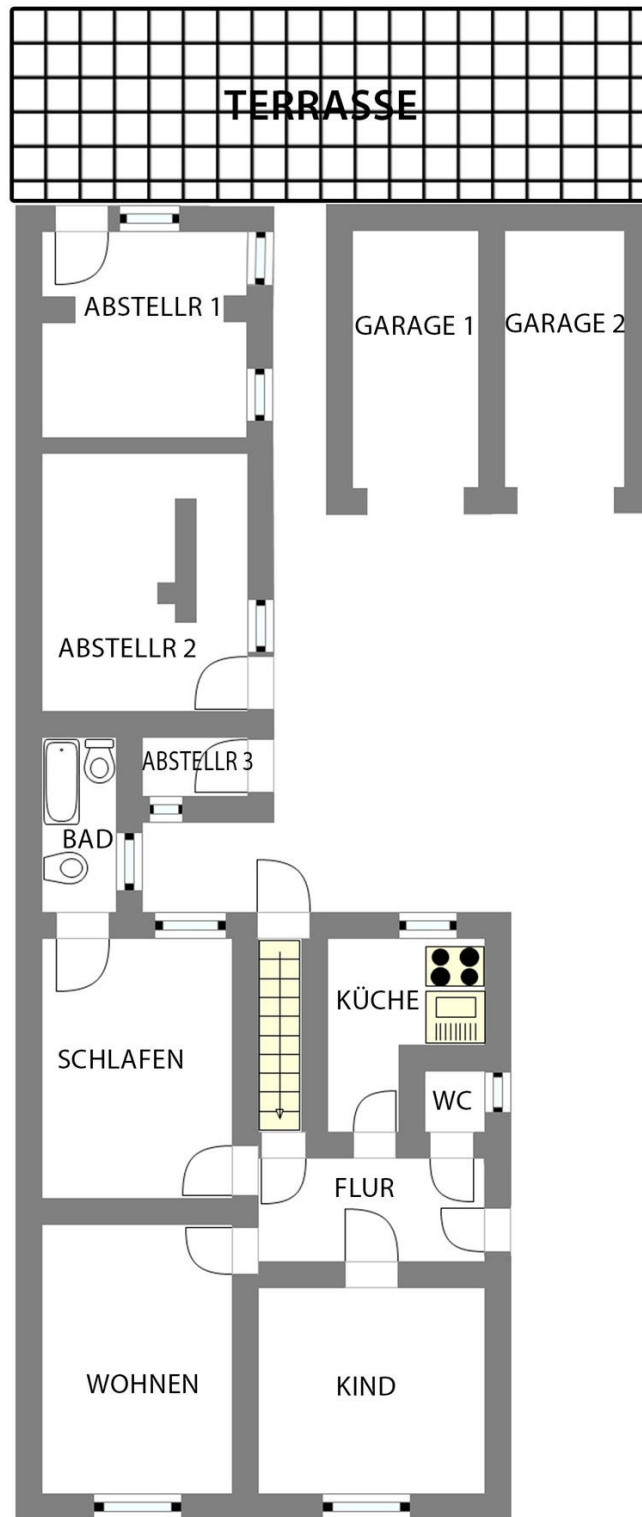 TERRASSE
ABSTELLR 1
GARAGE 1
GARAGE 2
ABSTELLR 2
ABSTELLR 3
BAD
KÜCHE
SCHLAFEN
WC
FLUR
WOHNEN
KIND